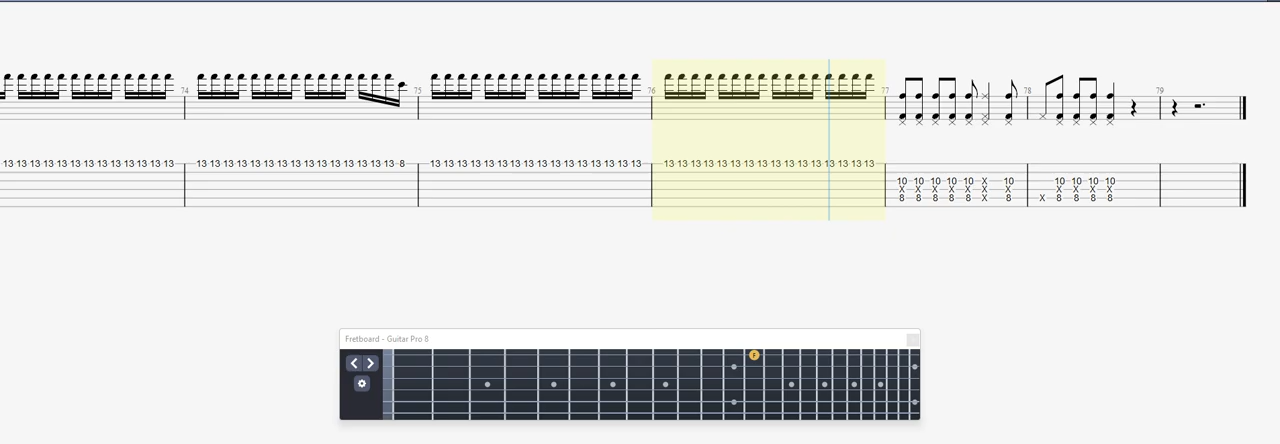 74 75 76 77 78 79
13 13 13 13 13 13 13 13 13 13 13 13 13 13 13 13 13 13 13 13 13 13 13 13 13 13 13 13 8 13 13 13 13 13 13 13 13 13 13 13 13 13 13 13 13 13 13 13 13 13 13 13 13 13 13 13 13 13 13 13 13
10 10 10 10 10 X 10 10 10 10 10
X X X X X X X X X X X
8 8 8 8 8 X 8 X 8 8 8 8
Fretboard - Guitar Pro 8
F